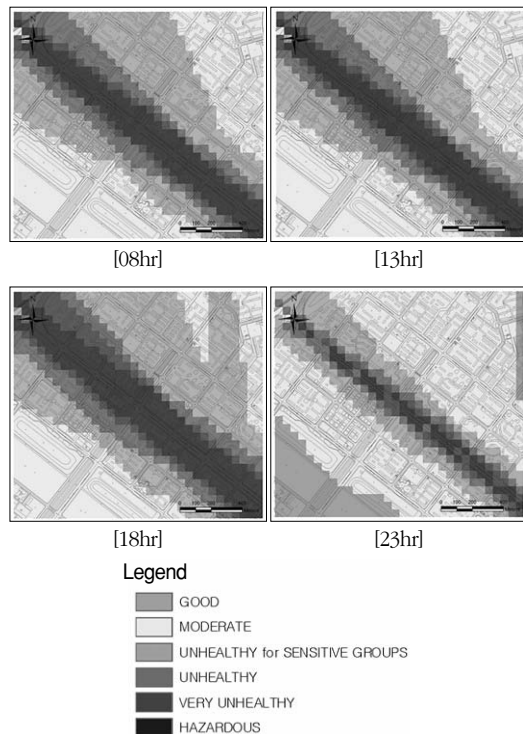 N
N
[08hr]
[13hr]
N
N
[18hr]
[23hr]
Legend
GOOD
MODERATE
UNHEALTHY for SENSITIVE GROUPS
UNHEALTHY
VERY UNHEALTHY
HAZARDOUS